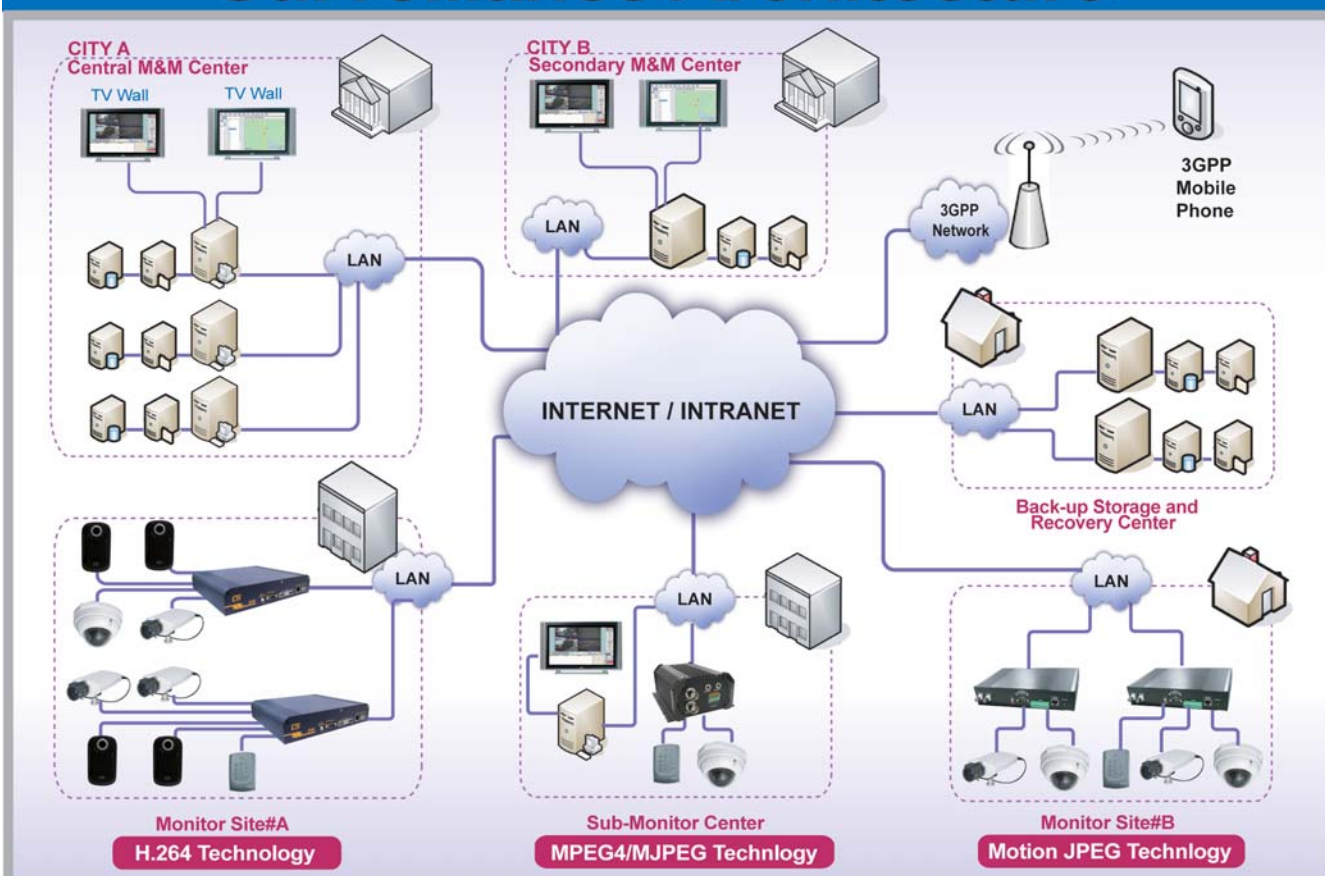 CITY A
Central M&M Center
TV Wall
TV Wall
LAN
CITY B
Secondary M&M Center
LAN
3GPP
Network
3GPP
Mobile
Phone
INTERNET / INTRANET
LAN
Back-up Storage and
Recovery Center
LAN
Monitor Site#A
H.264 Technology
LAN
Sub-Monitor Center
MPEG4/MJPEG Technlogy
LAN
Monitor Site#B
Motion JPEG Technlogy